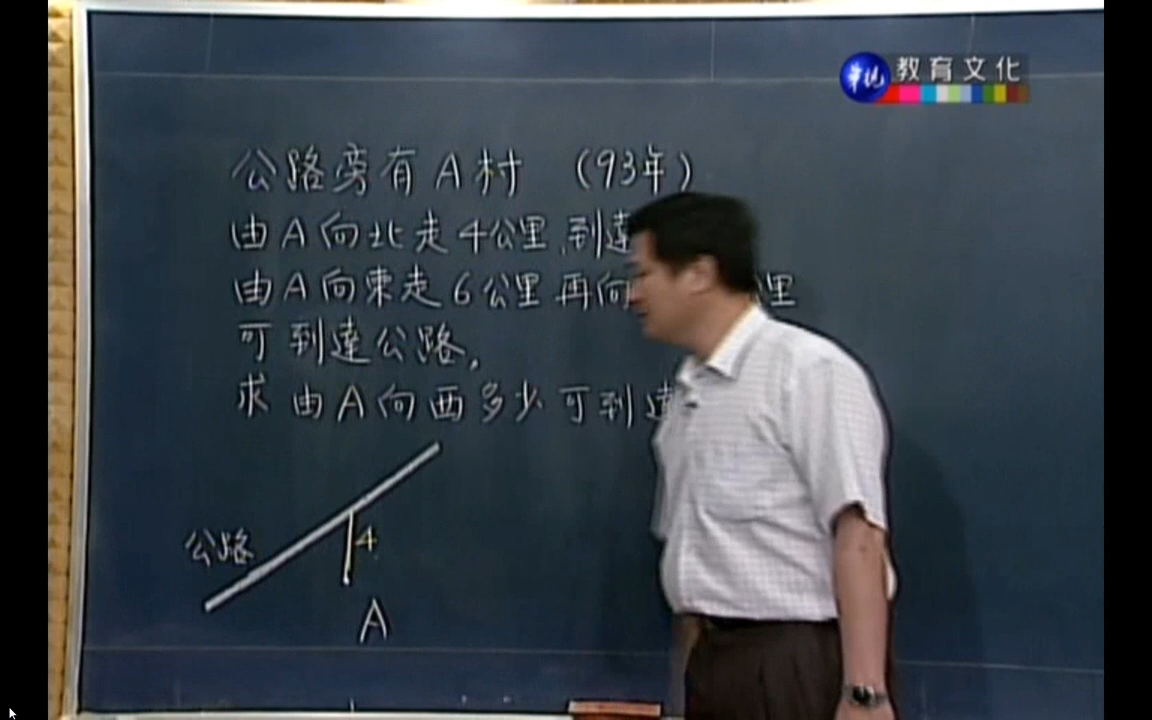 華視 教育文化
公路旁有A村 (93年)
由A向北走4公里,到達
由A向東走6公里再向 里
可到達公路,
求由A向西多少可到達
公路
4
A